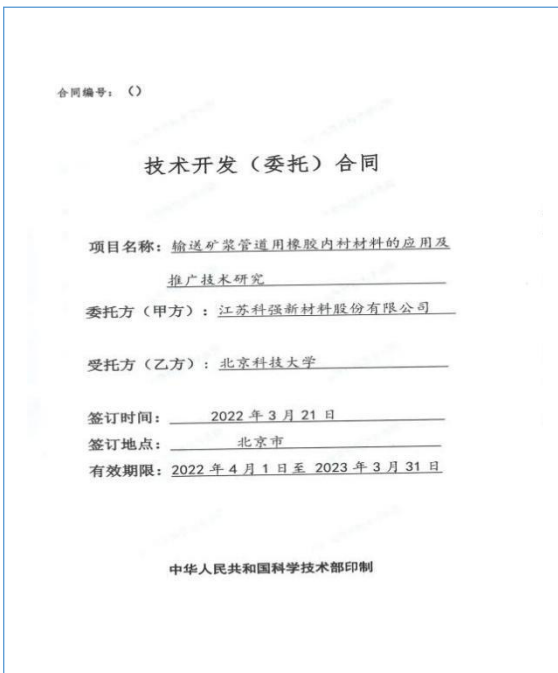 合同编号： （）
技术开发（委托）合同
项目名称：输送矿浆管道用橡胶内衬材料的应用及
推广技术研究
委托方（甲方）：江苏科强新材料股份有限公司
受托方（乙方）：北京科技大学
签订时间： 2022 年 3 月 21 日
签订地点： 北京市
有效期限：2022 年 4 月 1 日至 2023 年 3 月 31 日
中华人民共和国科学技术部印制